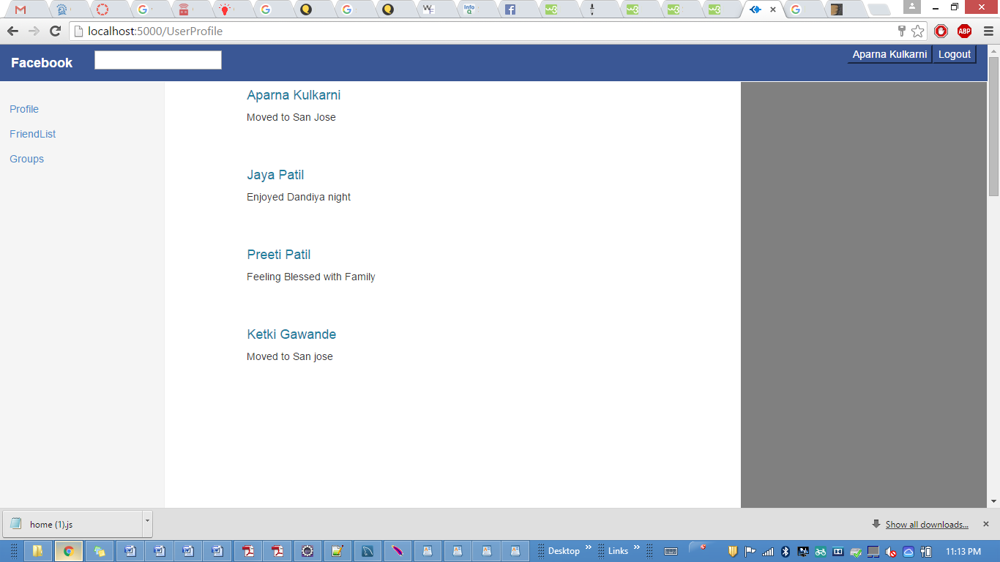 localhost:5000/UserProfile
ABP
Facebook
Aparna Kulkarni
Logout
Profile
FriendList
Groups
Aparna Kulkarni
Moved to San Jose
Jaya Patil
Enjoyed Dandiya night
Preeti Patil
Feeling Blessed with Family
Ketki Gawande
Moved to San jose
home (1).js
Show all downloads...
Desktop
Links
11:13 PM